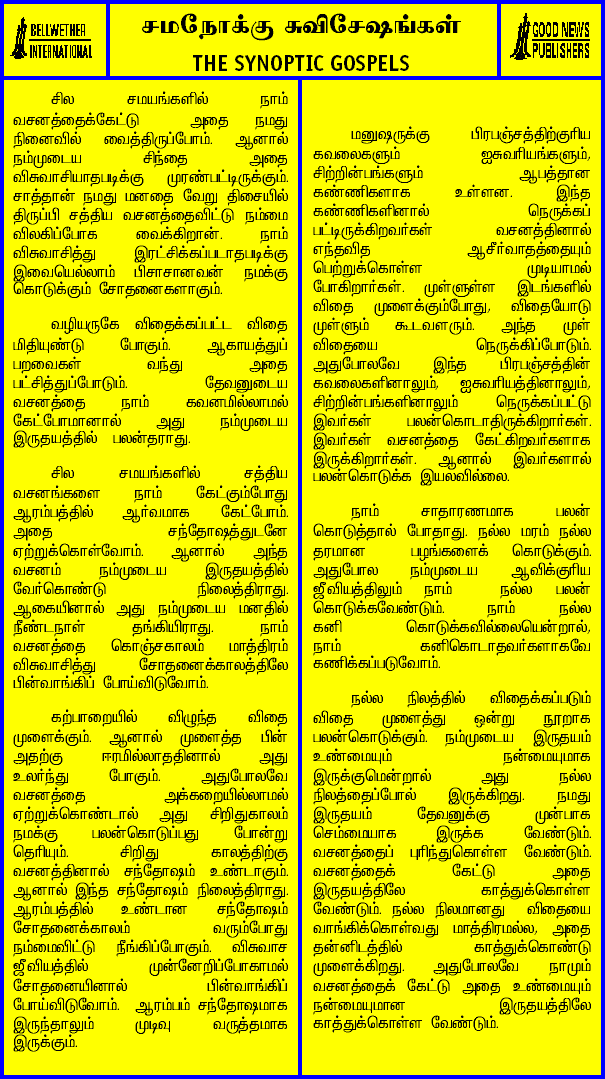 BELLWETHER
INTERNATIONAL
சமநோக்கு சுவிசேஷங்கள்
THE SYNOPTIC GOSPELS
GOOD NEWS
PUBLISHERS
சில சமயங்களில் நாம்
வசனத்தைக்கேட்டு அதை நமது
நினைவில் வைத்திருப்போம். ஆனால்
நம்முடைய சிந்தை அதை
விசுவாசியாதபடிக்கு முரண்பட்டிருக்கும்.
சாத்தான் நமது மனதை வேறு திசையில்
திருப்பி சத்திய வசனத்தைவிட்டு நம்மை
விலகிப்போக வைக்கிறான். நாம்
விசுவாசித்து இரட்சிக்கப்படாதபடிக்கு
இவையெல்லாம் பிசாசானவன் நமக்கு
கொடுக்கும் சோதனைகளாகும்.
வழியருகே விதைக்கப்பட்ட விதை
மிதியுண்டு போகும். ஆகாயத்துப்
பறவைகள் வந்து அதை
பட்சித்துப்போடும். தேவனுடைய
வசனத்தை நாம் கவனமில்லாமல்
கேட்போமானால் அது நம்முடைய
இருதயத்தில் பலன்தராது.
சில சமயங்களில் சத்திய
வசனங்களை நாம் கேட்கும்போது
ஆரம்பத்தில் ஆர்வமாக கேட்போம்.
அதை சந்தோஷத்துடனே
ஏற்றுக்கொள்வோம். ஆனால் அந்த
வசனம் நம்முடைய இருதயத்தில்
வேர்கொண்டு நிலைத்திராது.
ஆகையினால் அது நம்முடைய மனதில்
நீண்டநாள் தங்கியிராது. நாம்
வசனத்தை கொஞ்சகாலம் மாத்திரம்
விசுவாசித்து சோதனைக்காலத்திலே
பின்வாங்கிப் போய்விடுவோம்.
கற்பாறையில் விழுந்த விதை
முளைக்கும். ஆனால் முளைத்த பின்
அதற்கு ஈரமில்லாததினால் அது
உலர்ந்து போகும். அதுபோலவே
வசனத்தை அக்கறையில்லாமல்
ஏற்றுக்கொண்டால் அது சிறிதுகாலம்
நமக்கு பலன்கொடுப்பது போன்று
தெரியும். சிறிது காலத்திற்கு
வசனத்தினால் சந்தோஷம் உண்டாகும்.
ஆனால் இந்த சந்தோஷம் நிலைத்திராது.
ஆரம்பத்தில் உண்டான சந்தோஷம்
சோதனைக்காலம் வரும்போது
நம்மைவிட்டு நீங்கிப்போகும். விசுவாச
ஜீவியத்தில் முன்னேறிப்போகாமல்
சோதனையினால் பின்வாங்கிப்
போய்விடுவோம். ஆரம்பம் சந்தோஷமாக
இருந்தாலும் முடிவு வருத்தமாக
இருக்கும்.
மனுஷருக்கு பிரபஞ்சத்திற்குரிய
கவலைகளும் ஐசுவரியங்களும்,
சிற்றின்பங்களும் ஆபத்தான
கண்ணிகளாக உள்ளன. இந்த
கண்ணிகளினால் நெருக்கப்
பட்டிருக்கிறவர்கள் வசனத்தினால்
எந்தவித ஆசீர்வாதத்தையும்
பெற்றுக்கொள்ள முடியாமல்
போகிறார்கள். முள்ளுள்ள இடங்களில்
விதை முளைக்கும்போது, விதையோடு
முள்ளும் கூடவளரும். அந்த முள்
விதையை நெருக்கிப்போடும்.
அதுபோலவே இந்த பிரபஞ்சத்தின்
கவலைகளினாலும், ஐசுவரியத்தினாலும்,
சிற்றின்பங்களினாலும் நெருக்கப்பட்டு
இவர்கள் பலன்கொடாதிருக்கிறார்கள்.
இவர்கள் வசனத்தை கேட்கிறவர்களாக
இருக்கிறார்கள். ஆனால் இவர்களால்
பலன்கொடுக்க இயலவில்லை.
நாம் சாதாரணமாக பலன்
கொடுத்தால் போதாது. நல்ல மரம் நல்ல
தரமான பழங்களைக் கொடுக்கும்.
அதுபோல நம்முடைய ஆவிக்குரிய
ஜீவியத்திலும் நாம் நல்ல பலன்
கொடுக்கவேண்டும். நாம் நல்ல
கனி கொடுக்கவில்லையென்றால்,
நாம் கனிகொடாதவர்களாகவே
கணிக்கப்படுவோம்.
நல்ல நிலத்தில் விதைக்கப்படும்
விதை முளைத்து ஒன்று நூறாக
பலன்கொடுக்கும். நம்முடைய இருதயம்
உண்மையும் நன்மையுமாக
இருக்குமென்றால் அது நல்ல
நிலத்தைப்போல் இருக்கிறது. நமது
இருதயம் தேவனுக்கு முன்பாக
செம்மையாக இருக்க வேண்டும்.
வசனத்தைப் புரிந்துகொள்ள வேண்டும்.
வசனத்தைக் கேட்டு அதை
இருதயத்திலே காத்துக்கொள்ள
வேண்டும். நல்ல நிலமானது விதையை
வாங்கிக்கொள்வது மாத்திரமல்ல, அதை
தன்னிடத்தில் காத்துக்கொண்டு
முளைக்கிறது. அதுபோலவே நாமும்
வசனத்தைக் கேட்டு அதை உண்மையும்
நன்மையுமான இருதயத்திலே
காத்துக்கொள்ள வேண்டும்.